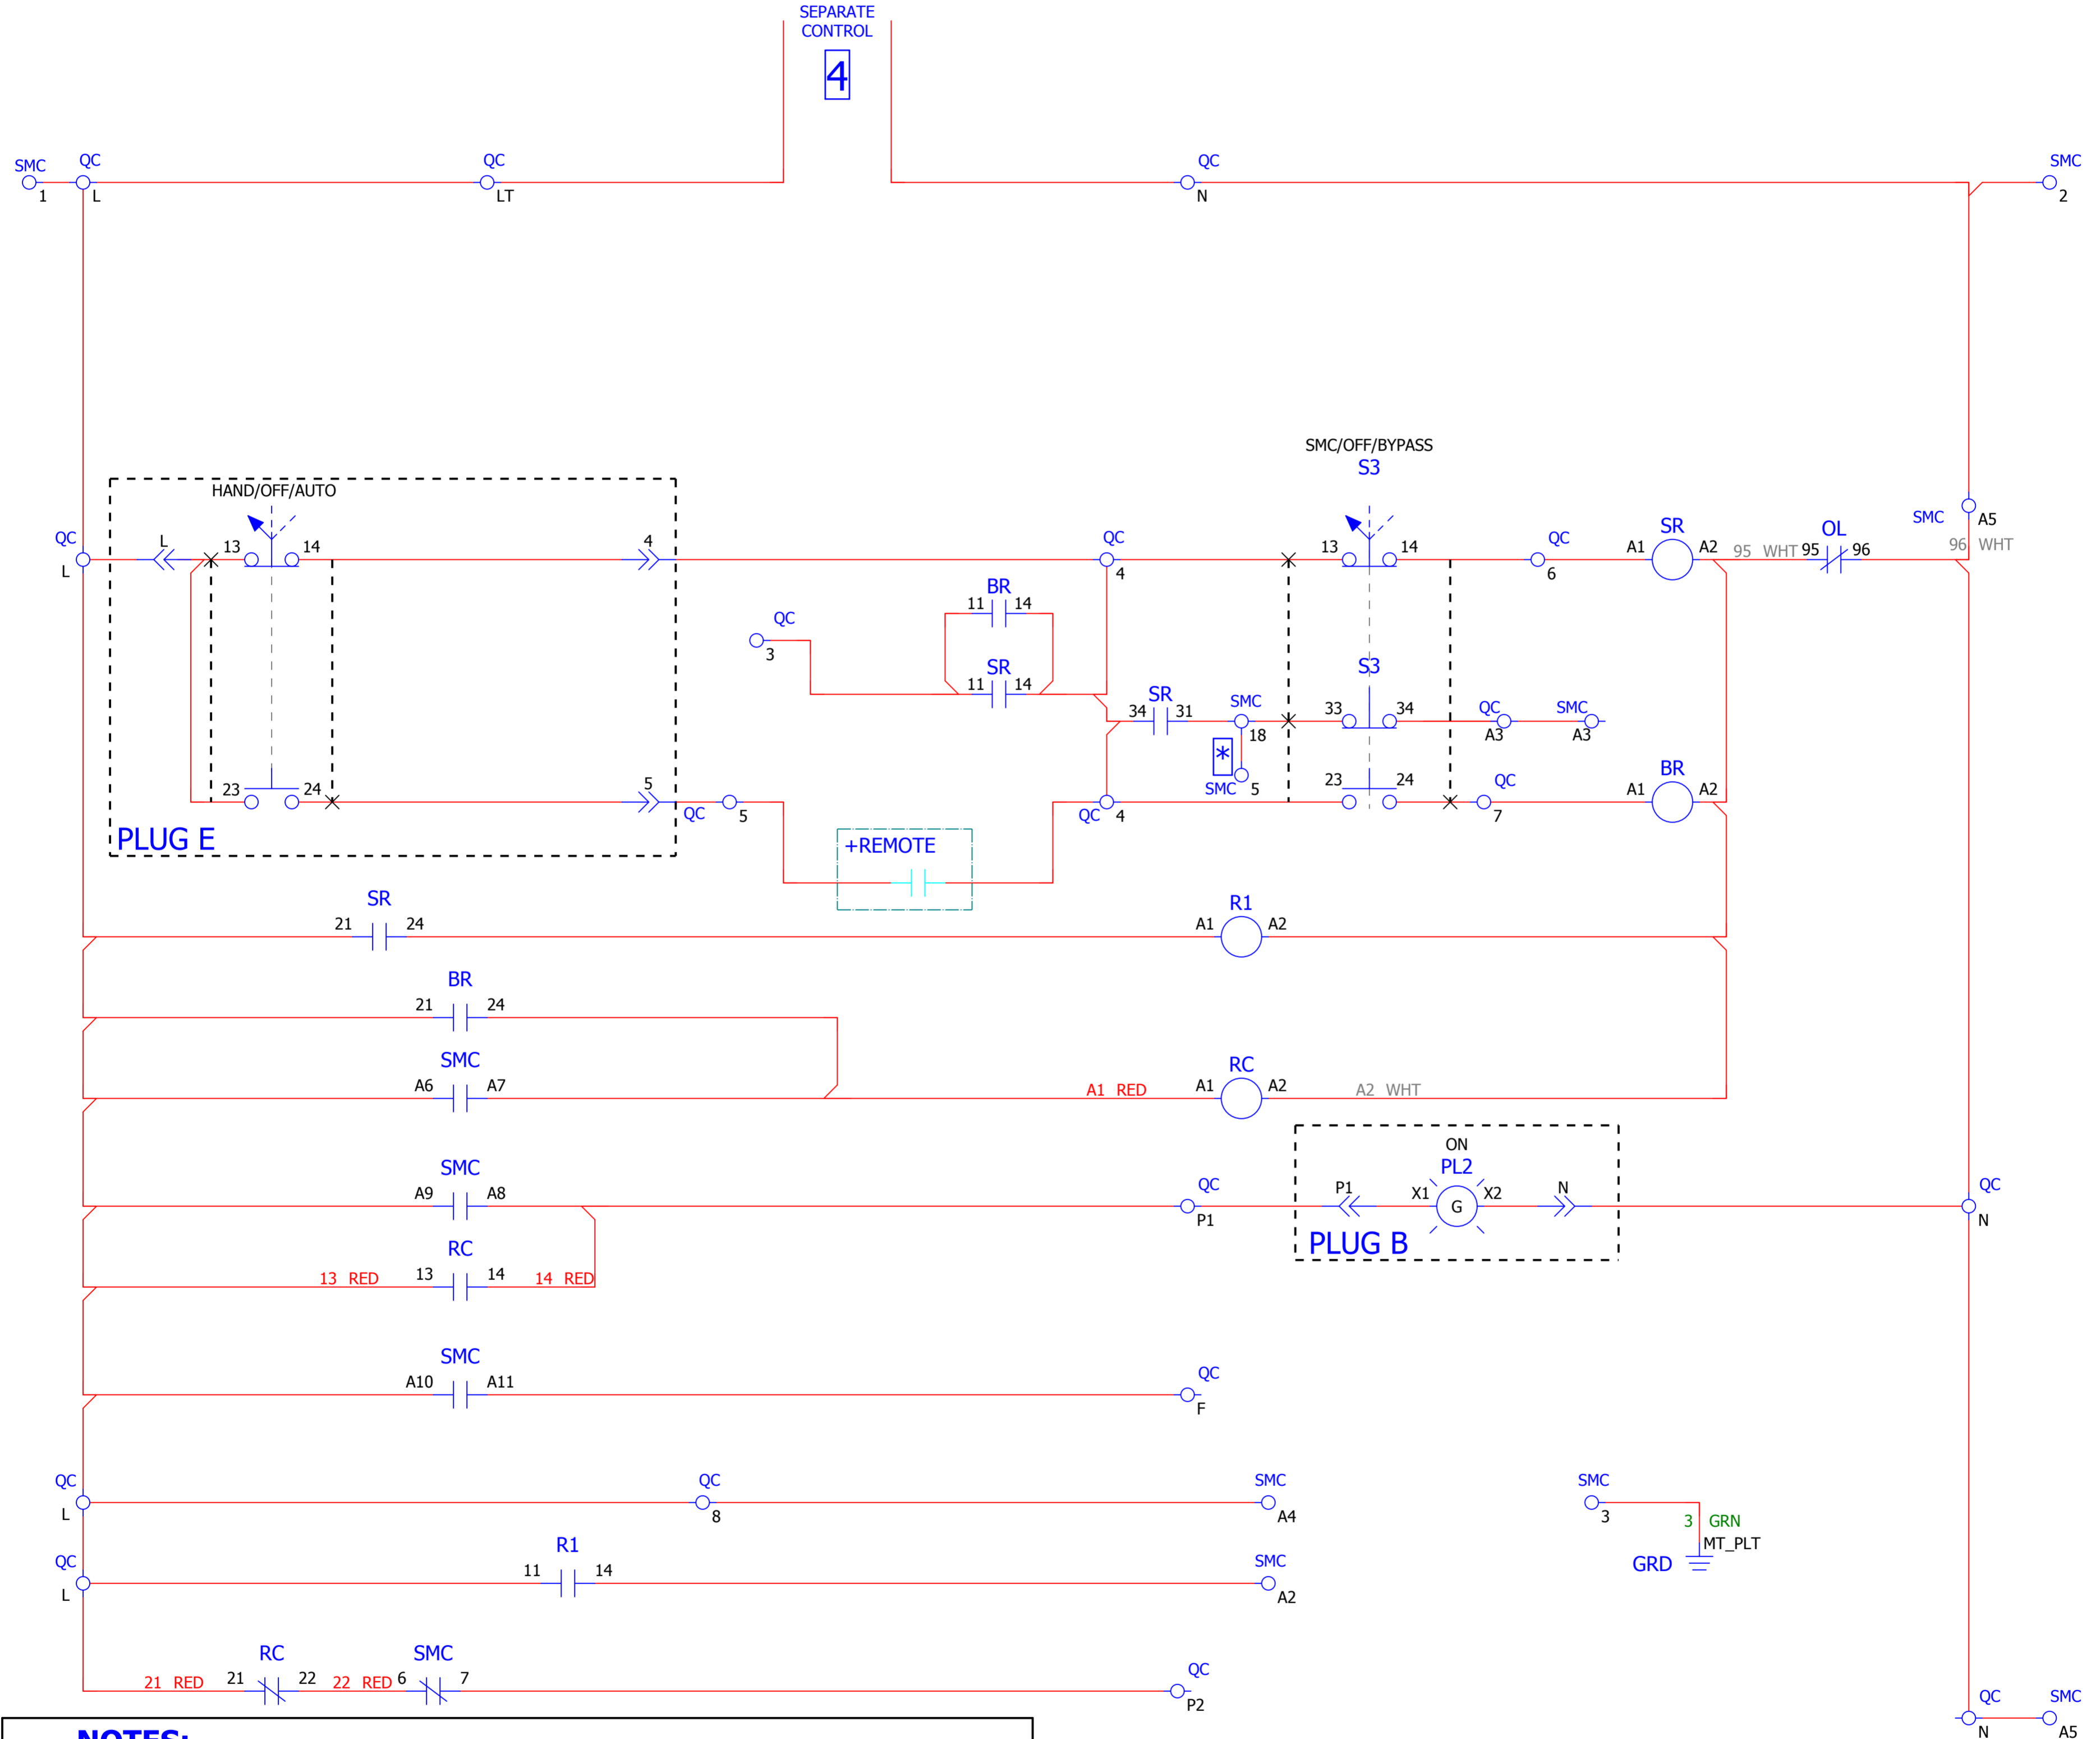 SEPARATE
CONTROL
4
SMC
1
QC
L
QC
LT
QC
N
SMC
2
SMC/OFF/BYPASS
S3
HAND/OFF/AUTO
QC
L
L
13
14
4
QC
4
13
14
QC
6
SR
A1
A2
95 WHT
OL
95
96
SMC
A5
96 WHT
BR
11
14
QC
3
SR
11
14
SR
34
31
SMC
18
*
SMC
5
S3
33
34
QC
A3
SMC
A3
23
24
5
QC
5
QC
4
23
24
QC
7
BR
A1
A2
PLUG E
+REMOTE
SR
21
24
R1
A1
A2
BR
21
24
SMC
A6
A7
A1 RED
RC
A1
A2
A2 WHT
SMC
A9
A8
QC
P1
ON
PL2
P1
X1
G
X2
N
PLUG B
QC
N
RC
13 RED
13
14
14 RED
SMC
A10
A11
QC
F
QC
L
QC
8
SMC
A4
SMC
3
3 GRN
MT_PLT
GRD
QC
L
R1
11
14
SMC
A2
RC
21 RED
21
22
22 RED
SMC
6
7
QC
P2
QC
N
SMC
A5
NOTES: